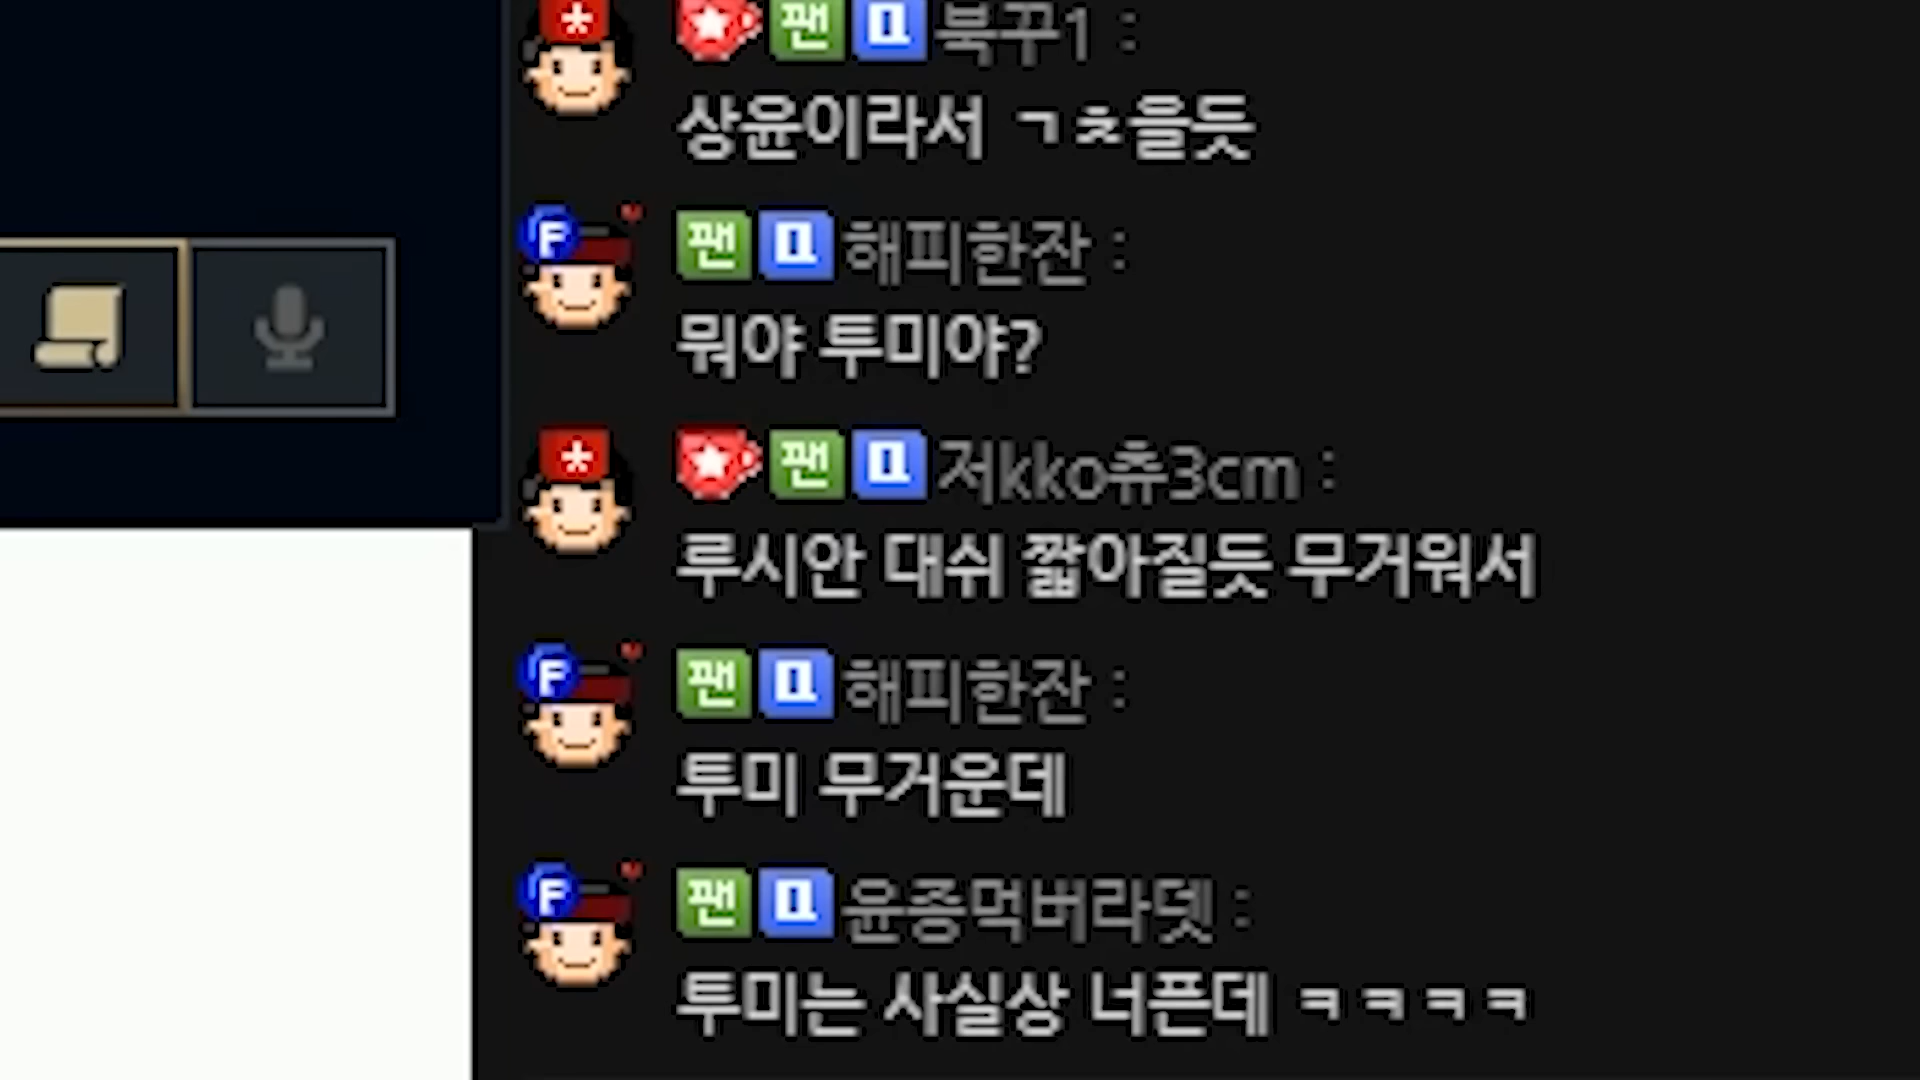 팬 Q 북꾸1 :
상윤이라서 ㄱㅊ을듯
F
팬 Q 해피한잔 :
뭐야 투미야?
팬 Q 저kko츄3cm :
루시안 대쉬 짧아질듯 무거워서
F
팬 Q 해피한잔 :
투미 무거운데
F
팬 Q 윤종먹버라뎃 :
투미는 사실상 너픈데 ㅋㅋㅋㅋ